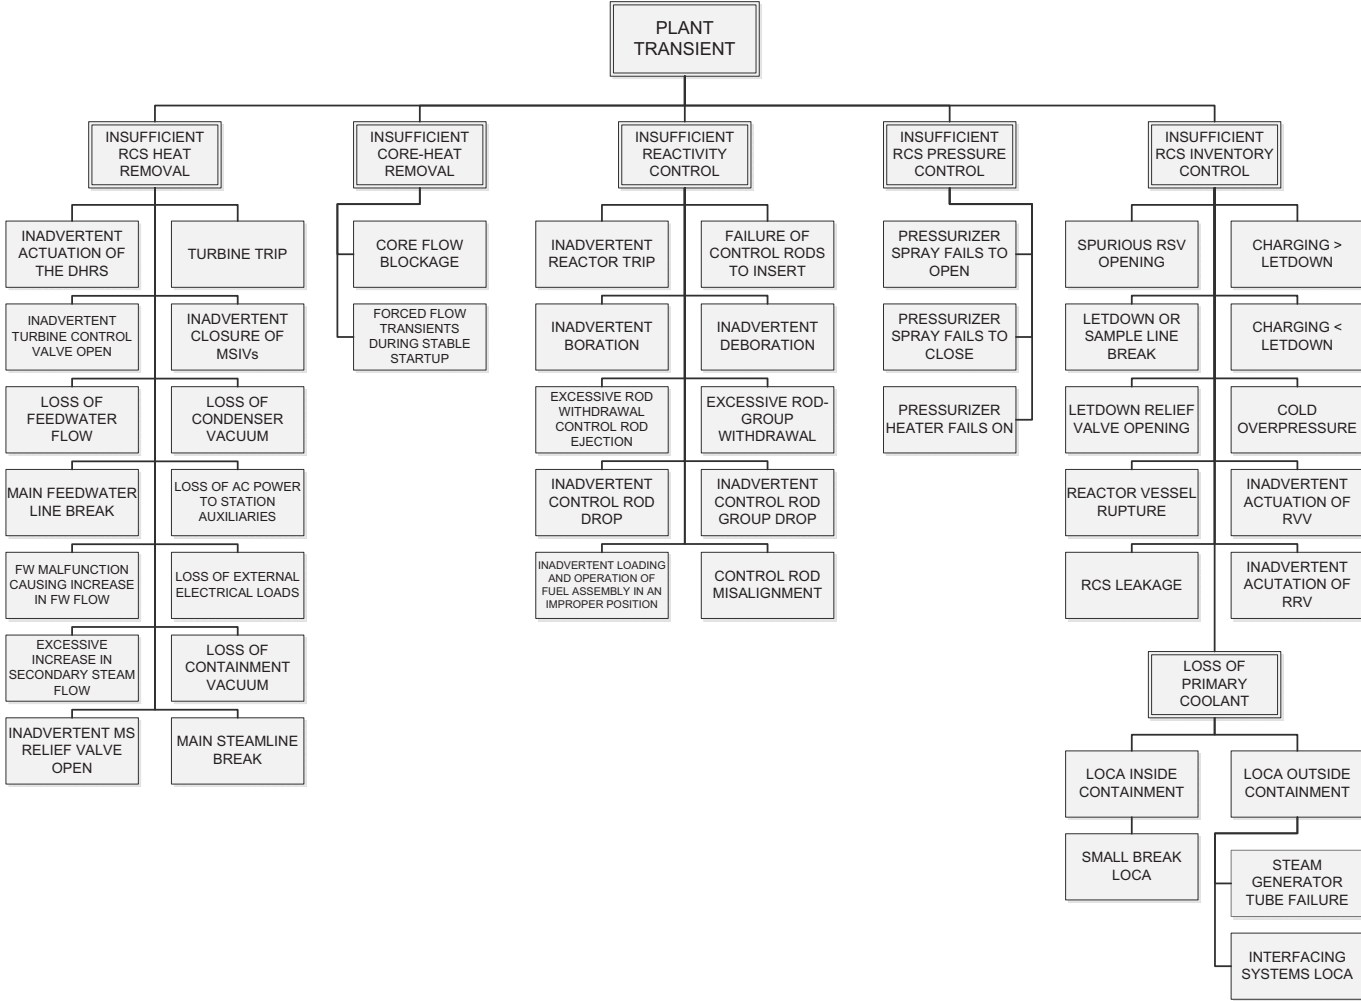 PLANT
TRANSIENT
INSUFFICIENT
RCS HEAT
REMOVAL
INSUFFICIENT
CORE-HEAT
REMOVAL
INSUFFICIENT
REACTIVITY
CONTROL
INSUFFICIENT
RCS PRESSURE
CONTROL
INSUFFICIENT
RCS INVENTORY
CONTROL
INADVERTENT
ACTUATION OF
THE DHRS
TURBINE TRIP
INADVERTENT
TURBINE CONTROL
VALVE OPEN
INADVERTENT
CLOSURE OF
MSIVs
LOSS OF
FEEDWATER
FLOW
LOSS OF
CONDENSER
VACUUM
MAIN FEEDWATER
LINE BREAK
LOSS OF AC POWER
TO STATION
AUXILIARIES
FW MALFUNCTION
CAUSING INCREASE
IN FW FLOW
LOSS OF EXTERNAL
ELECTRICAL LOADS
EXCESSIVE
INCREASE IN
SECONDARY STEAM
FLOW
LOSS OF
CONTAINMENT
VACUUM
INADVERTENT MS
RELIEF VALVE
OPEN
MAIN STEAMLINE
BREAK
CORE FLOW
BLOCKAGE
FORCED FLOW
TRANSIENTS
DURING STABLE
STARTUP
INADVERTENT
REACTOR TRIP
FAILURE OF
CONTROL RODS
TO INSERT
INADVERTENT
BORATION
INADVERTENT
DEBORATION
EXCESSIVE ROD
WITHDRAWAL
CONTROL ROD
EJECTION
EXCESSIVE ROD-
GROUP
WITHDRAWAL
INADVERTENT
CONTROL ROD
DROP
INADVERTENT
CONTROL ROD
GROUP DROP
INADVERTENT LOADING
AND OPERATION OF
FUEL ASSEMBLY IN AN
IMPROPER POSITION
CONTROL ROD
MISALIGNMENT
PRESSURIZER
SPRAY FAILS TO
OPEN
PRESSURIZER
SPRAY FAILS TO
CLOSE
PRESSURIZER
HEATER FAILS ON
SPURIOUS RSV
OPENING
CHARGING >
LETDOWN
LETDOWN OR
SAMPLE LINE
BREAK
CHARGING <
LETDOWN
LETDOWN RELIEF
VALVE OPENING
COLD
OVERPRESSURE
REACTOR VESSEL
RUPTURE
INADVERTENT
ACTUATION OF
RVV
RCS LEAKAGE
INADVERTENT
ACUTATION OF
RRV
LOSS OF
PRIMARY
COOLANT
LOCA INSIDE
CONTAINMENT
LOCA OUTSIDE
CONTAINMENT
SMALL BREAK
LOCA
STEAM
GENERATOR
TUBE FAILURE
INTERFACING
SYSTEMS LOCA